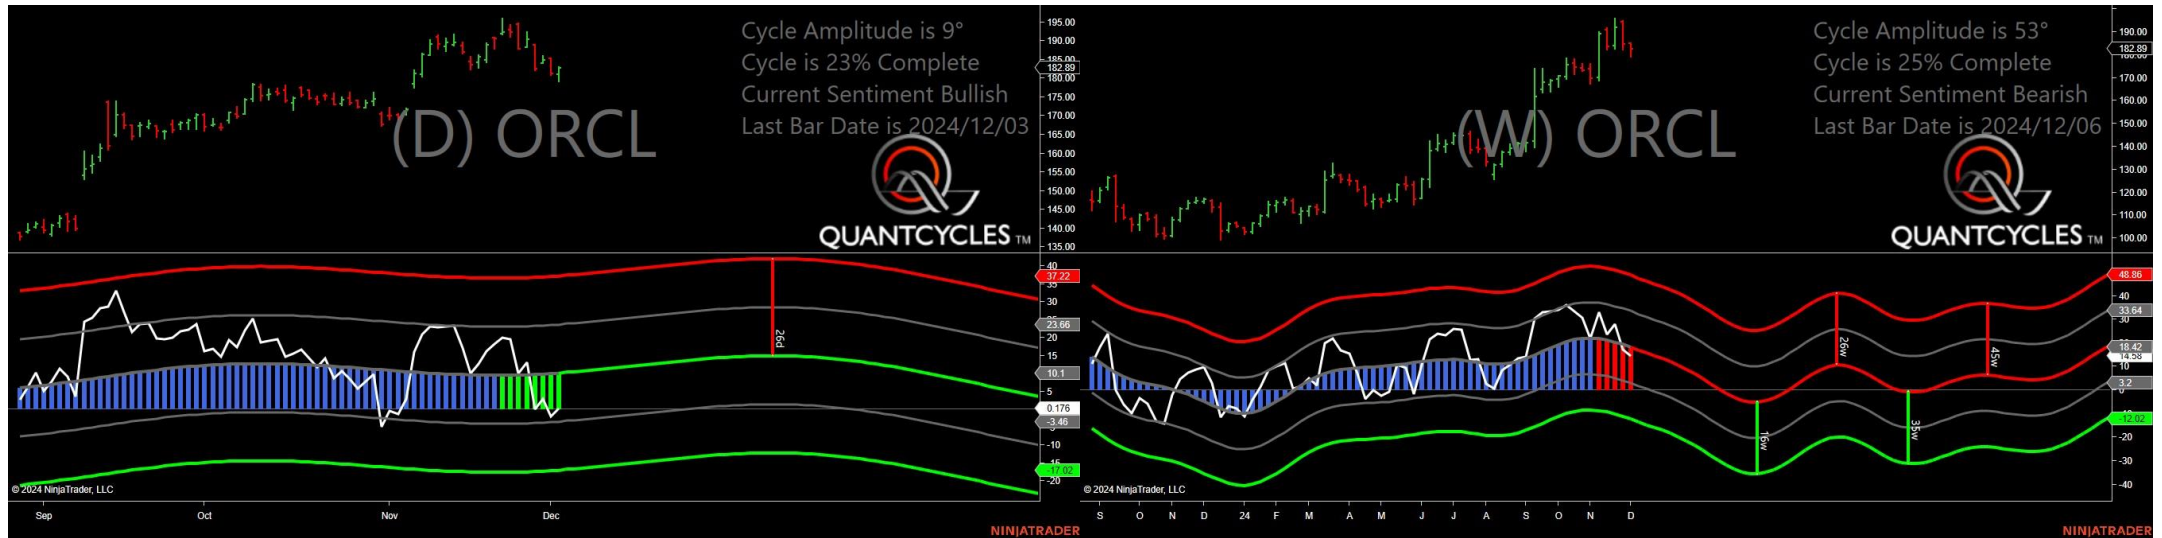 Cycle Amplitude is 9°
Cycle is 23% Complete
Current Sentiment Bullish
Last Bar Date is 2024/12/03
(D) ORCL
QUANTCYCLES TM
195.00
190.00
185.00
182.89
180.00
175.00
170.00
165.00
160.00
155.00
150.00
145.00
140.00
135.00
40
37.22
35
30
23.66
20
15
10.1
5
0.176
-3.46
-10
-15
-17.02
-20
26d
© 2024 NinjaTrader, LLC
Sep Oct Nov Dec
NINJATRADER
Cycle Amplitude is 53°
Cycle is 25% Complete
Current Sentiment Bearish
Last Bar Date is 2024/12/06
(W) ORCL
QUANTCYCLES TM
190.00
182.89
180.00
170.00
160.00
150.00
140.00
130.00
120.00
110.00
100.00
48.86
40
33.64
30
18.42
14.58
10
3.2
0
-12.02
-20
-30
-40
16w
26w
35w
45w
© 2024 NinjaTrader, LLC
S O N D 24 F M A M J J A S O N D
NINJATRADER